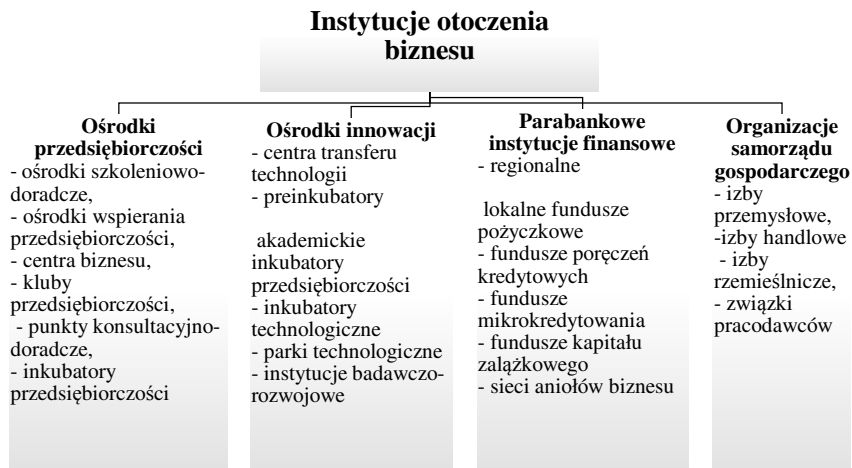 Instytucje otoczenia
biznesu
Ośrodki
przedsiębiorczości
- ośrodki szkoleniowo-
doradcze,
- ośrodki wspierania
przedsiębiorczości,
- centra biznesu,
- kluby
przedsiębiorczości,
- punkty konsultacyjno-
doradcze,
- inkubatory
przedsiębiorczości
Ośrodki innowacji
- centra transferu
technologii
- preinkubatory
akademickie
inkubatory
przedsiębiorczości
- inkubatory
technologiczne
- parki technologiczne
- instytucje badawczo-
rozwojowe
Parabankowe
instytucje finansowe
- regionalne
lokalne fundusze
pożyczkowe
- fundusze poręczeń
kredytowych
- fundusze
mikrokredytowania
- fundusze kapitału
zalążkowego
- sieci aniołów biznesu
Organizacje
samorządu
gospodarczego
- izby
przemysłowe,
-izby handlowe
- izby
rzemieślnicze,
- związki
pracodawców